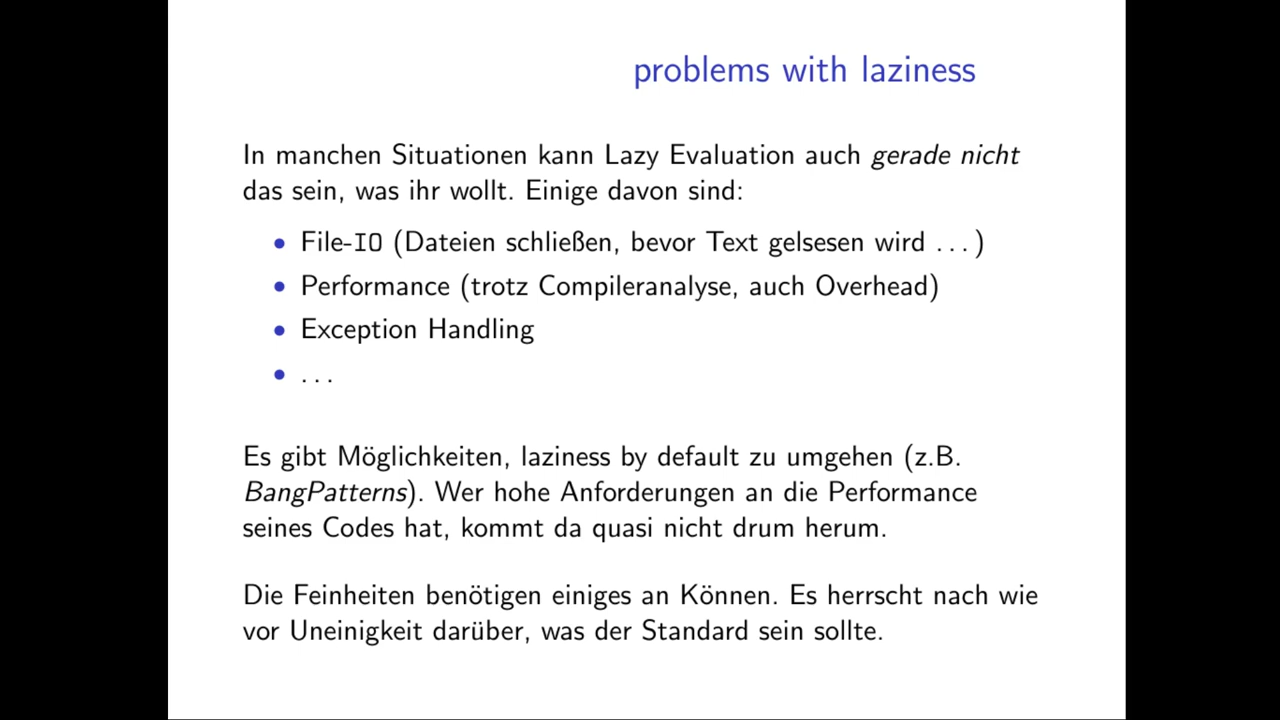 problems with laziness
In manchen Situationen kann Lazy Evaluation auch gerade nicht
das sein, was ihr wollt. Einige davon sind:
• File-IO (Dateien schließen, bevor Text gelsesen wird ...)
• Performance (trotz Compileranalyse, auch Overhead)
• Exception Handling
• ...
Es gibt Möglichkeiten, laziness by default zu umgehen (z.B.
BangPatterns). Wer hohe Anforderungen an die Performance
seines Codes hat, kommt da quasi nicht drum herum.
Die Feinheiten benötigen einiges an Können. Es herrscht nach wie
vor Uneinigkeit darüber, was der Standard sein sollte.